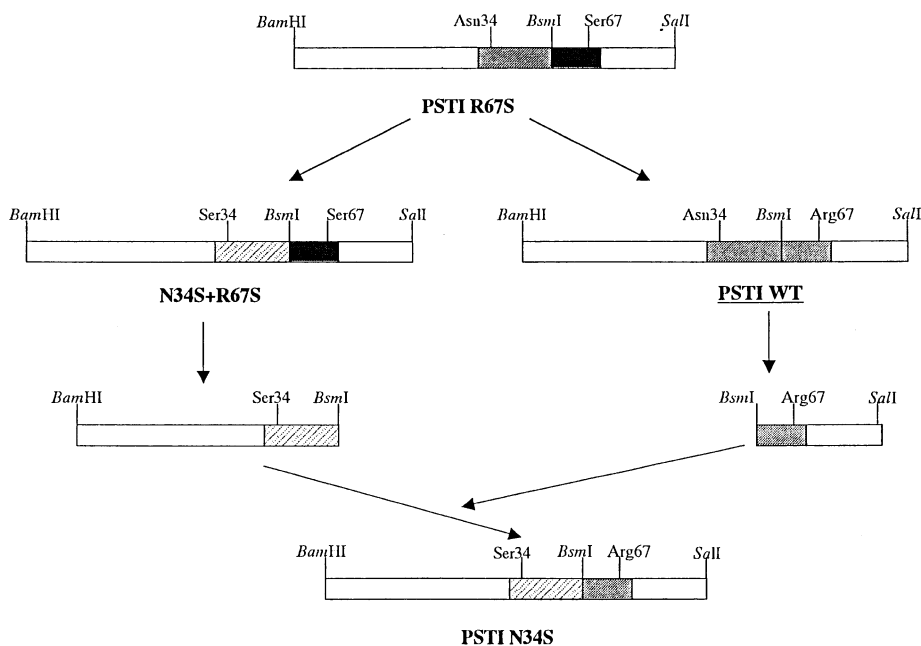 BamHI Asn34 BsmI Ser67 SalI
PSTI R67S
BamHI Ser34 BsmI Ser67 SalI
N34S+R67S
BamHI Asn34 BsmI Arg67 SalI
PSTI WT
BamHI Ser34 BsmI
BsmI Arg67 SalI
BamHI Ser34 BsmI Arg67 SalI
PSTI N34S